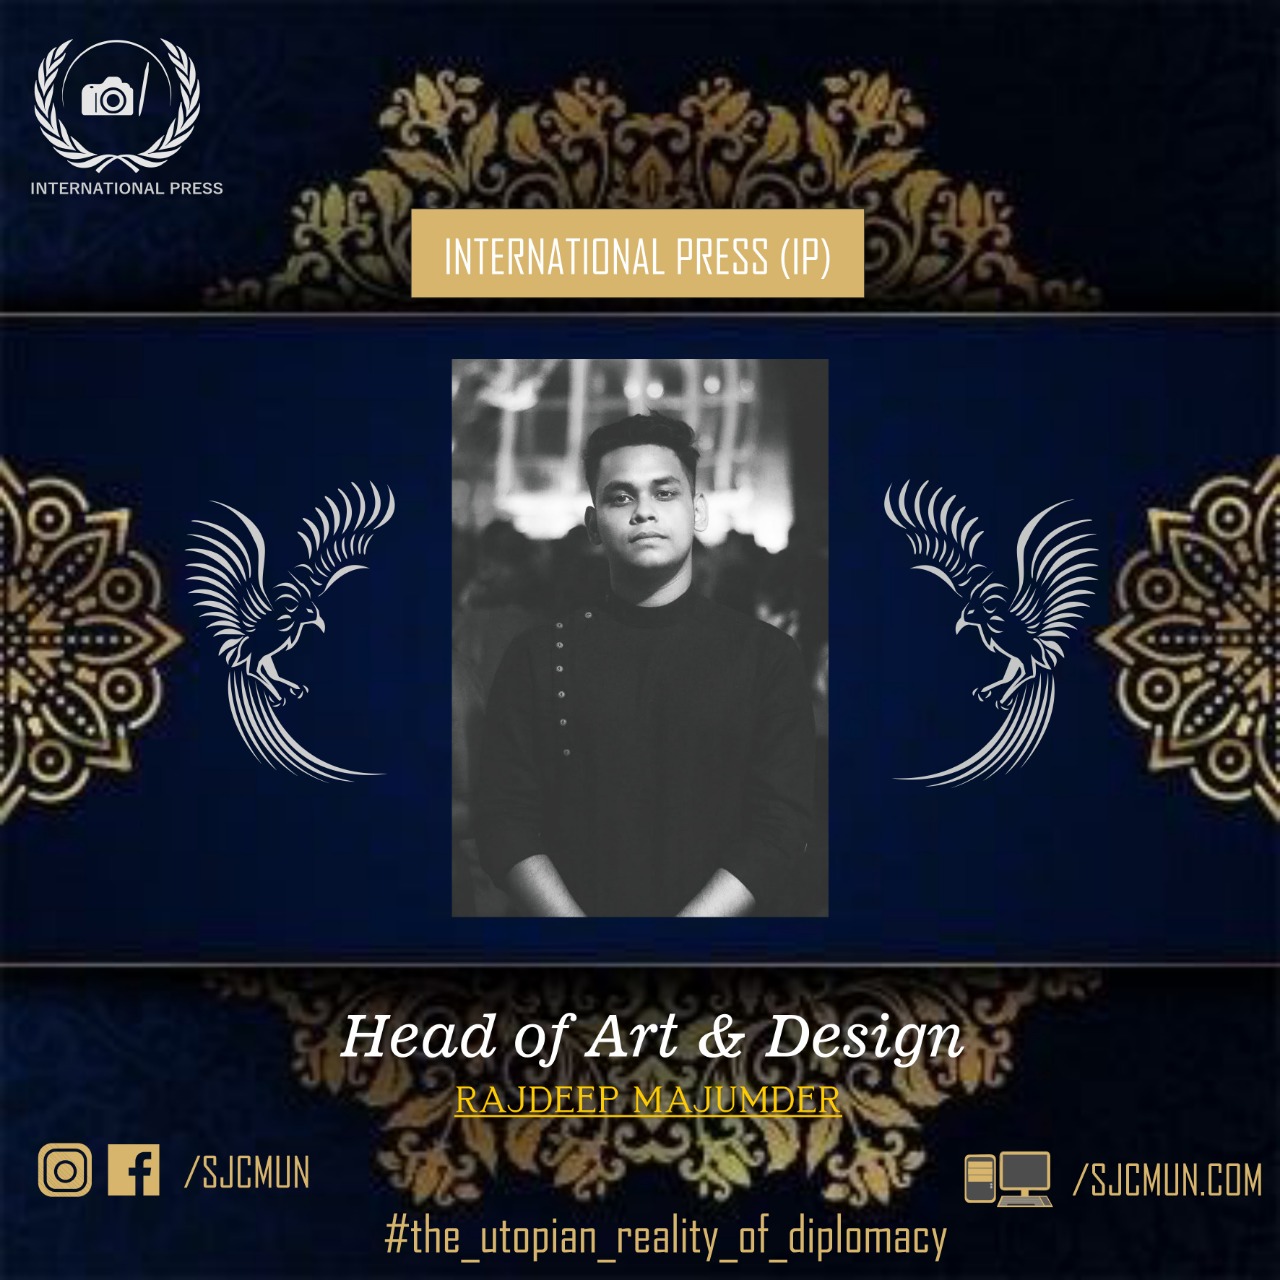 INTERNATIONAL PRESS
INTERNATIONAL PRESS (IP)
Head of Art & Design
RAJDEEP MAJUMDER
/SJCMUN
/SJCMUN.COM
#the_utopian_reality_of_diplomacy